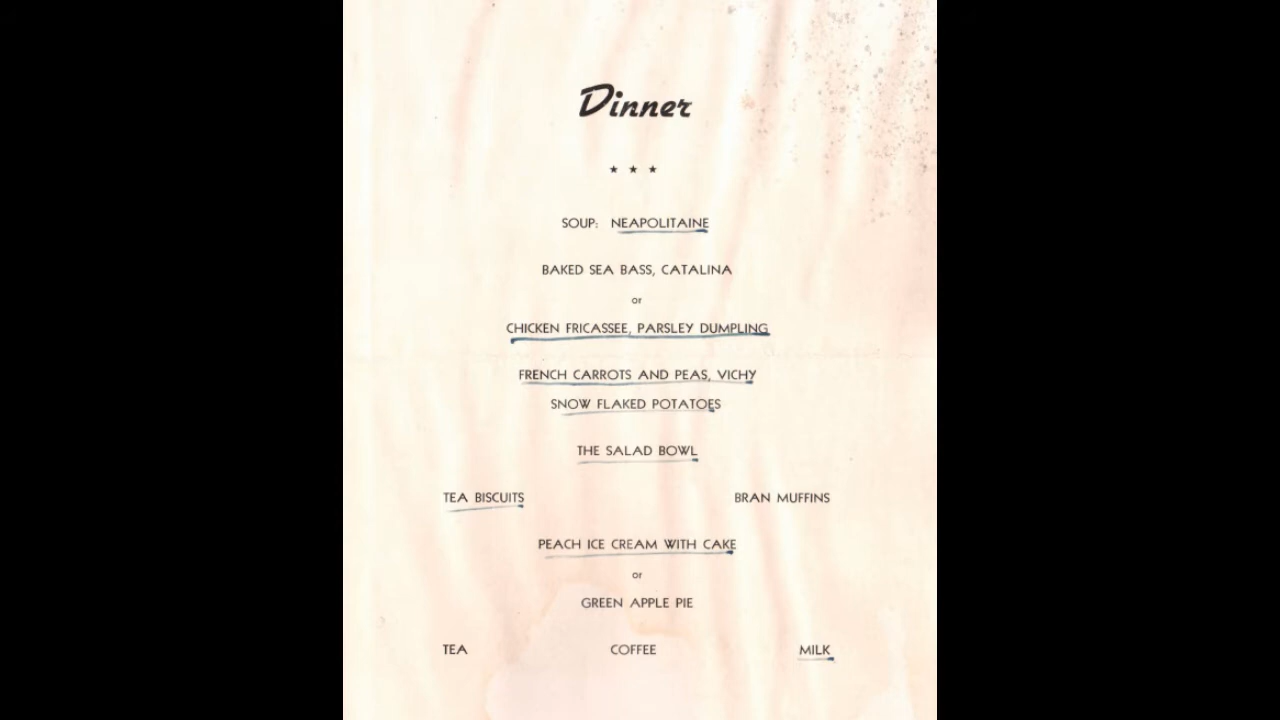 Dinner
★ ★ ★
SOUP: NEAPOLITAINE
BAKED SEA BASS, CATALINA
or
CHICKEN FRICASSEE, PARSLEY DUMPLING
FRENCH CARROTS AND PEAS, VICHY
SNOW FLAKED POTATOES
THE SALAD BOWL
TEA BISCUITS BRAN MUFFINS
PEACH ICE CREAM WITH CAKE
or
GREEN APPLE PIE
TEA COFFEE MILK